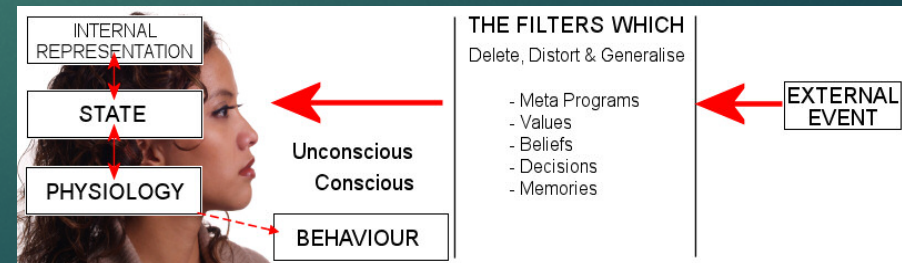 INTERNAL
REPRESENTATION
STATE
PHYSIOLOGY
Unconscious
Conscious
BEHAVIOUR
THE FILTERS WHICH
Delete, Distort & Generalise
- Meta Programs
- Values
- Beliefs
- Decisions
- Memories
EXTERNAL
EVENT